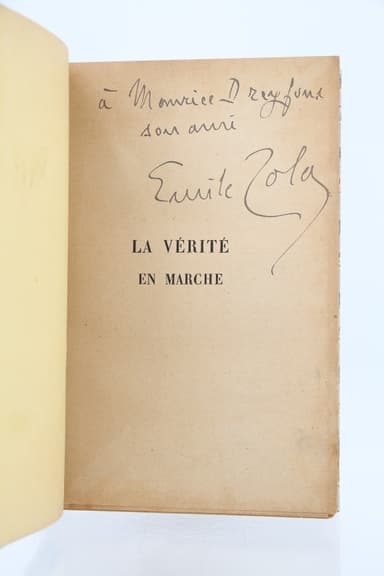 à Maurice Dreyfous
son ami
Emile Zola
LA VÉRITÉ
EN MARCHE